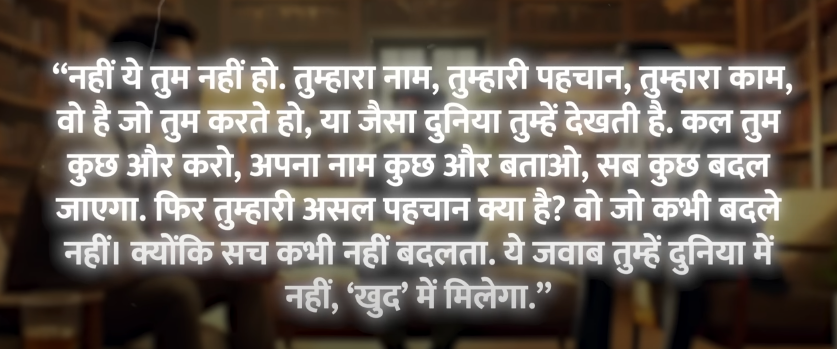 “नहीं ये तुम नहीं हो. तुम्हारा नाम, तुम्हारी पहचान, तुम्हारा काम,
वो है जो तुम करते हो, या जैसा दुनिया तुम्हें देखती है. कल तुम
कुछ और करो, अपना नाम कुछ और बताओ, सब कुछ बदल
जाएगा. फिर तुम्हारी असल पहचान क्या है? वो जो कभी बदले
नहीं। क्योंकि सच कभी नहीं बदलता. ये जवाब तुम्हें दुनिया में
नहीं, ‘खुद’ में मिलेगा.”